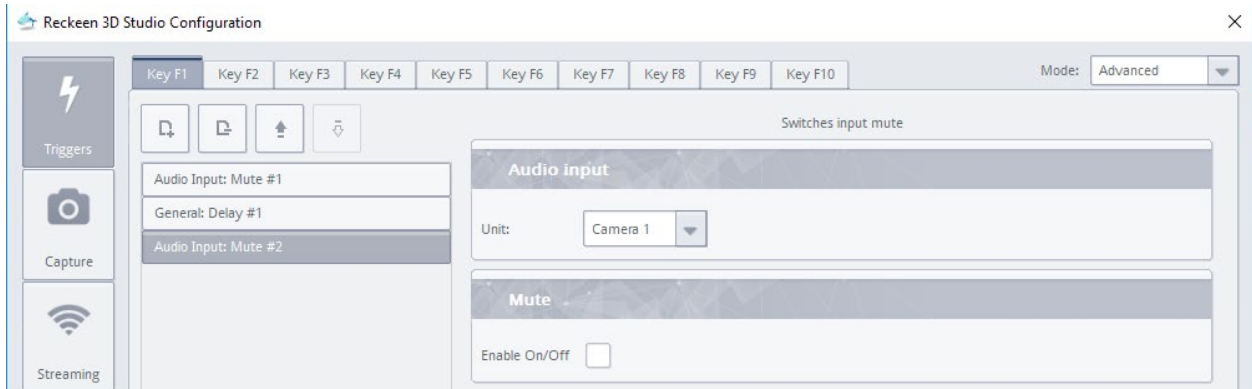 Reckeen 3D Studio Configuration
Key F1 Key F2 Key F3 Key F4 Key F5 Key F6 Key F7 Key F8 Key F9 Key F10 Mode: Advanced
Triggers
Switches input mute
Audio Input: Mute #1
Audio input
General: Delay #1
Unit: Camera 1
Audio Input: Mute #2
Capture
Mute
Enable On/Off
Streaming